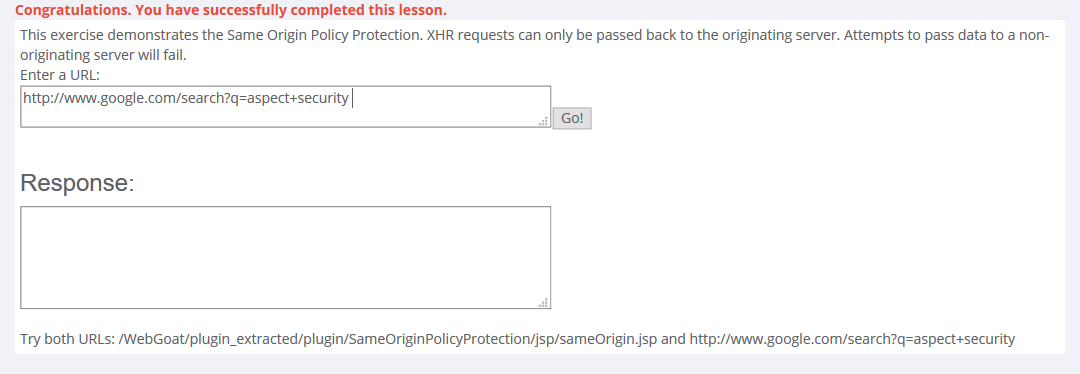 Congratulations. You have successfully completed this lesson.
This exercise demonstrates the Same Origin Policy Protection. XHR requests can only be passed back to the originating server. Attempts to pass data to a non-
originating server will fail.
Enter a URL:
http://www.google.com/search?q=aspect+security
Go!
Response:
Try both URLs: /WebGoat/plugin_extracted/plugin/SameOriginPolicyProtection/jsp/sameOrigin.jsp and http://www.google.com/search?q=aspect+security